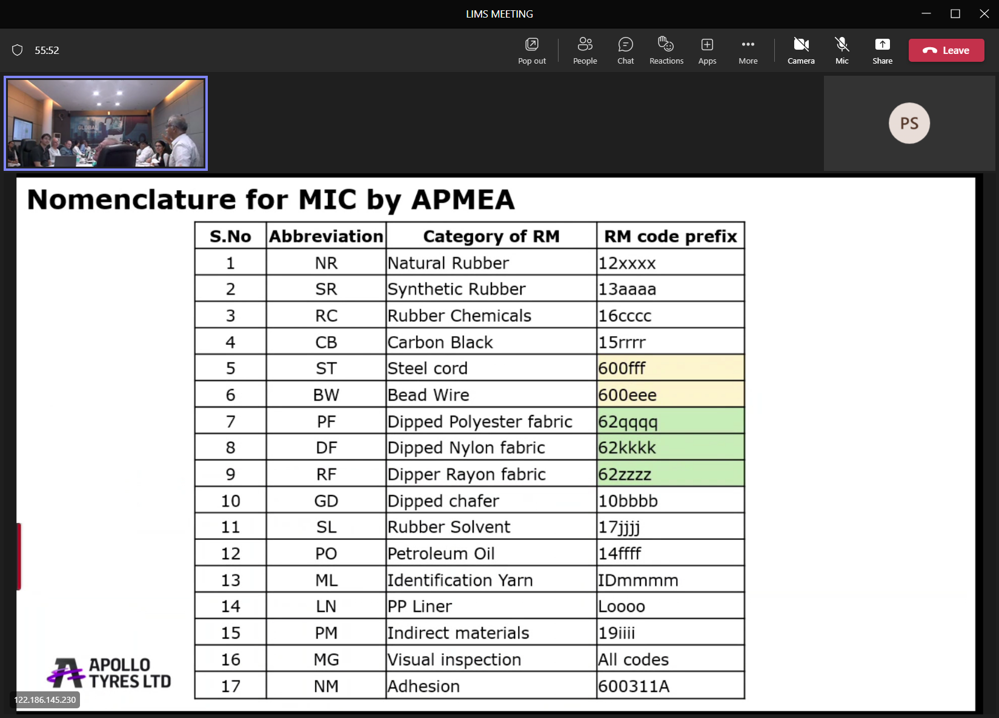 LIMS MEETING
55:52
Pop out People Chat Reactions Apps More Camera Mic Share Leave
GLOBAL
PS
Nomenclature for MIC by APMEA
S.No Abbreviation Category of RM RM code prefix
1 NR Natural Rubber 12xxxx
2 SR Synthetic Rubber 13aaaa
3 RC Rubber Chemicals 16cccc
4 CB Carbon Black 15rrrr
5 ST Steel cord 600fff
6 BW Bead Wire 600eee
7 PF Dipped Polyester fabric 62qqqq
8 DF Dipped Nylon fabric 62kkkk
9 RF Dipper Rayon fabric 62zzzz
10 GD Dipped chafer 10bbbb
11 SL Rubber Solvent 17jjjj
12 PO Petroleum Oil 14ffff
13 ML Identification Yarn IDmmmm
14 LN PP Liner Loooo
15 PM Indirect materials 19iiii
16 MG Visual inspection All codes
17 NM Adhesion 600311A
APOLLO
TYRES LTD
122.186.145.230